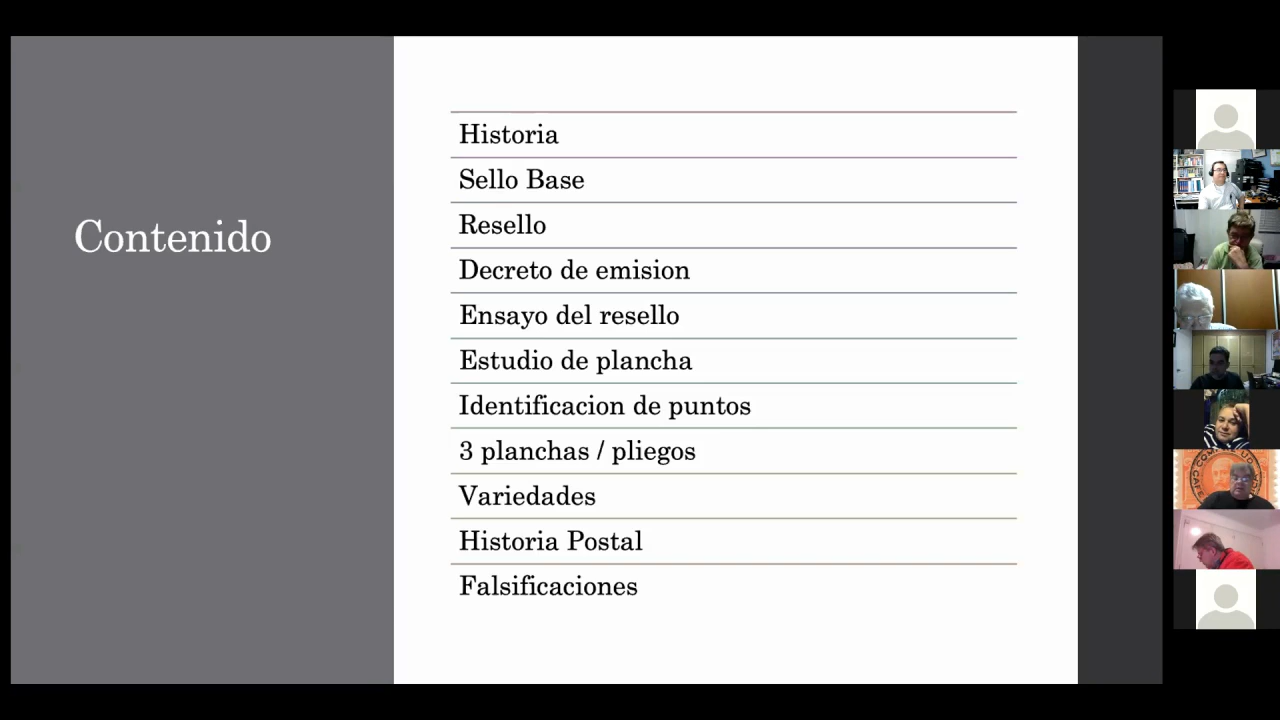 Contenido
Historia
Sello Base
Resello
Decreto de emision
Ensayo del resello
Estudio de plancha
Identificacion de puntos
3 planchas / pliegos
Variedades
Historia Postal
Falsificaciones